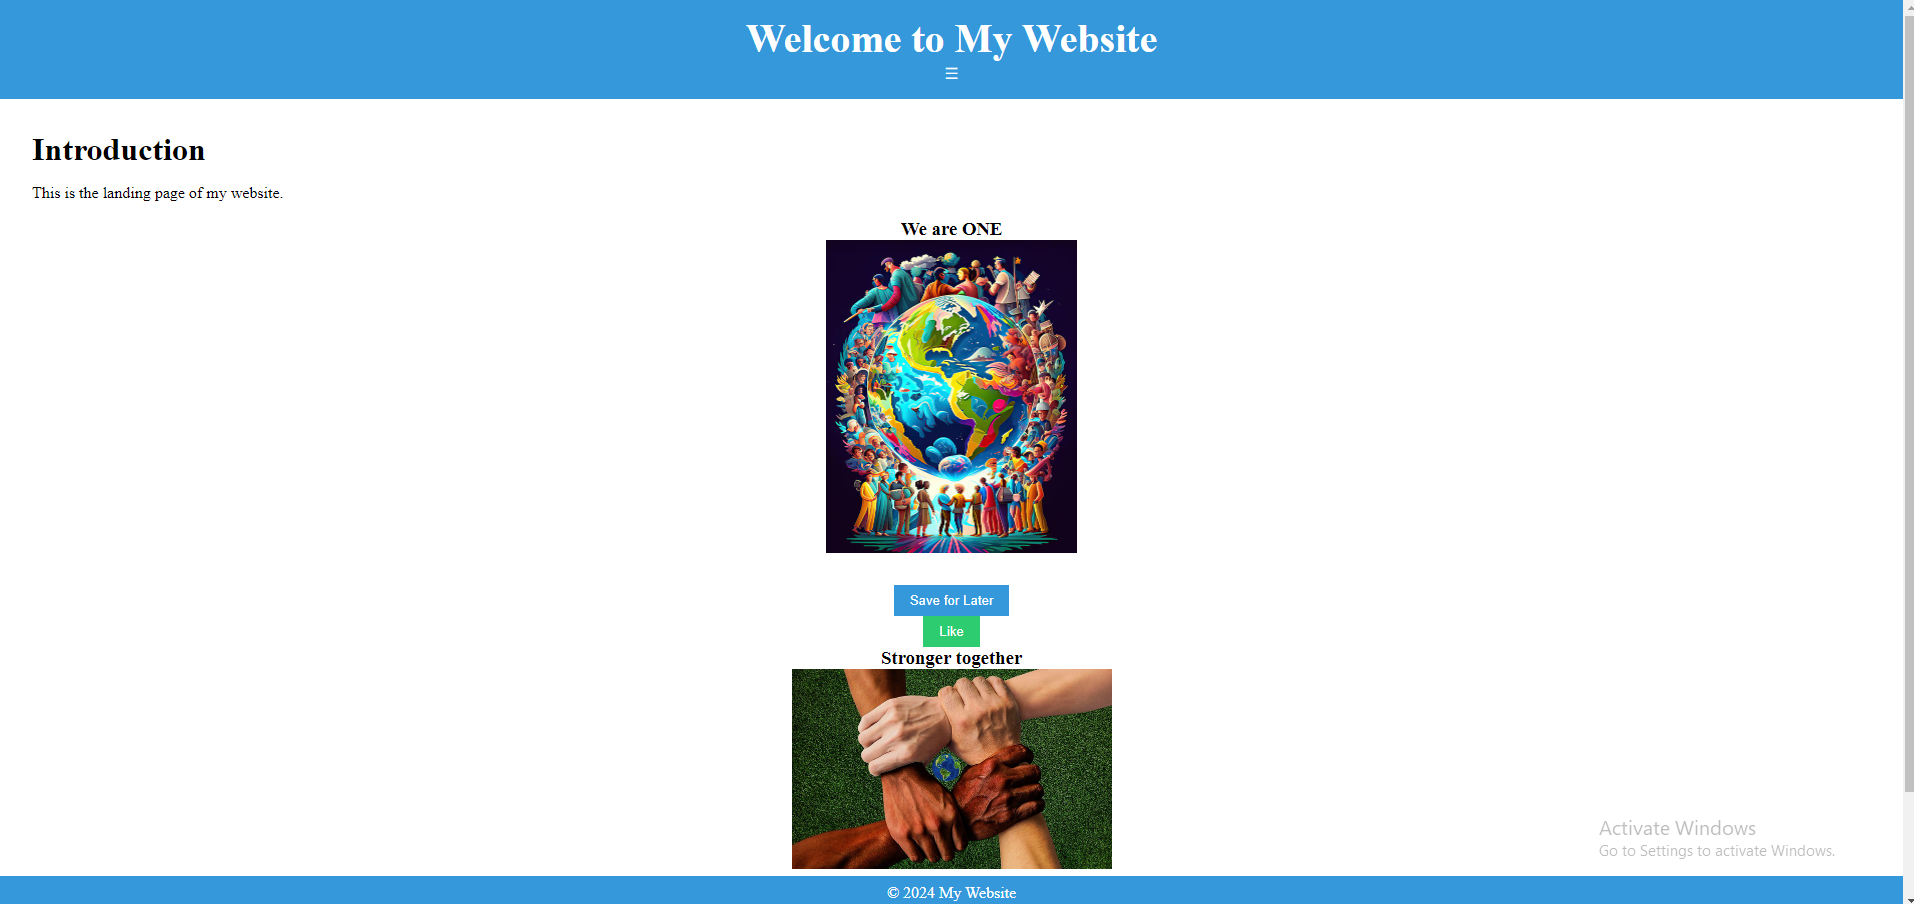 Welcome to My Website
☰
Introduction
This is the landing page of my website.
We are ONE
Save for Later
Like
Stronger together
Activate Windows
Go to Settings to activate Windows.
© 2024 My Website